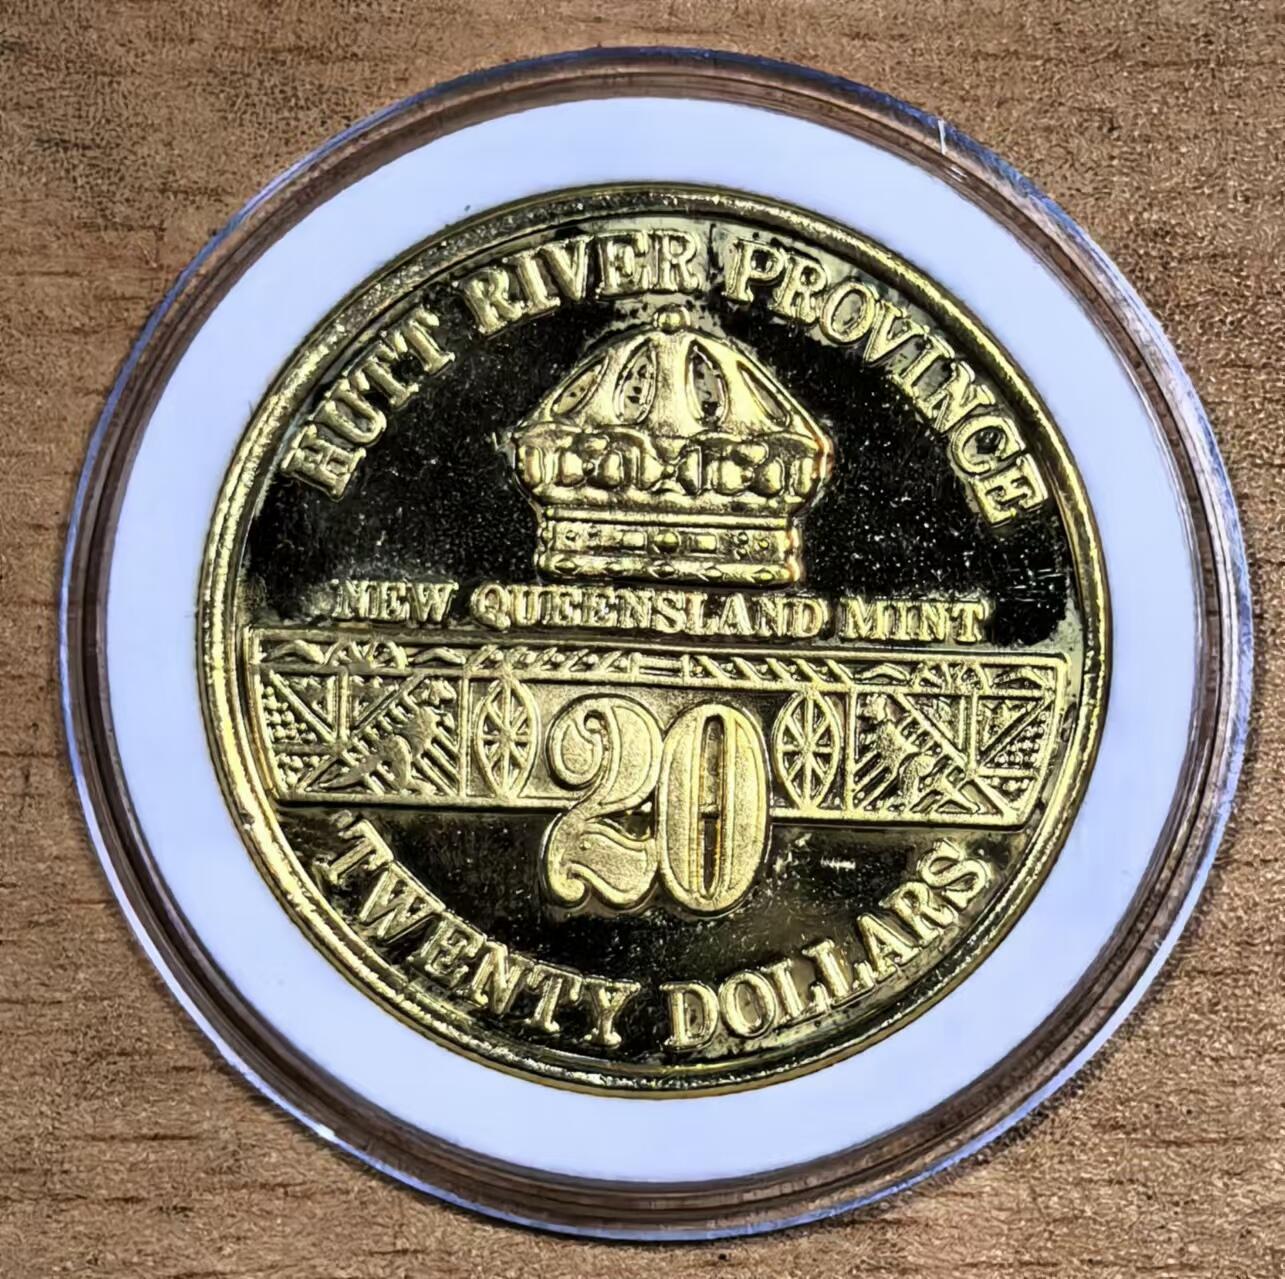 HUTT RIVER PROVINCE
NEW QUEENSLAND MINT
20
TWENTY DOLLARS